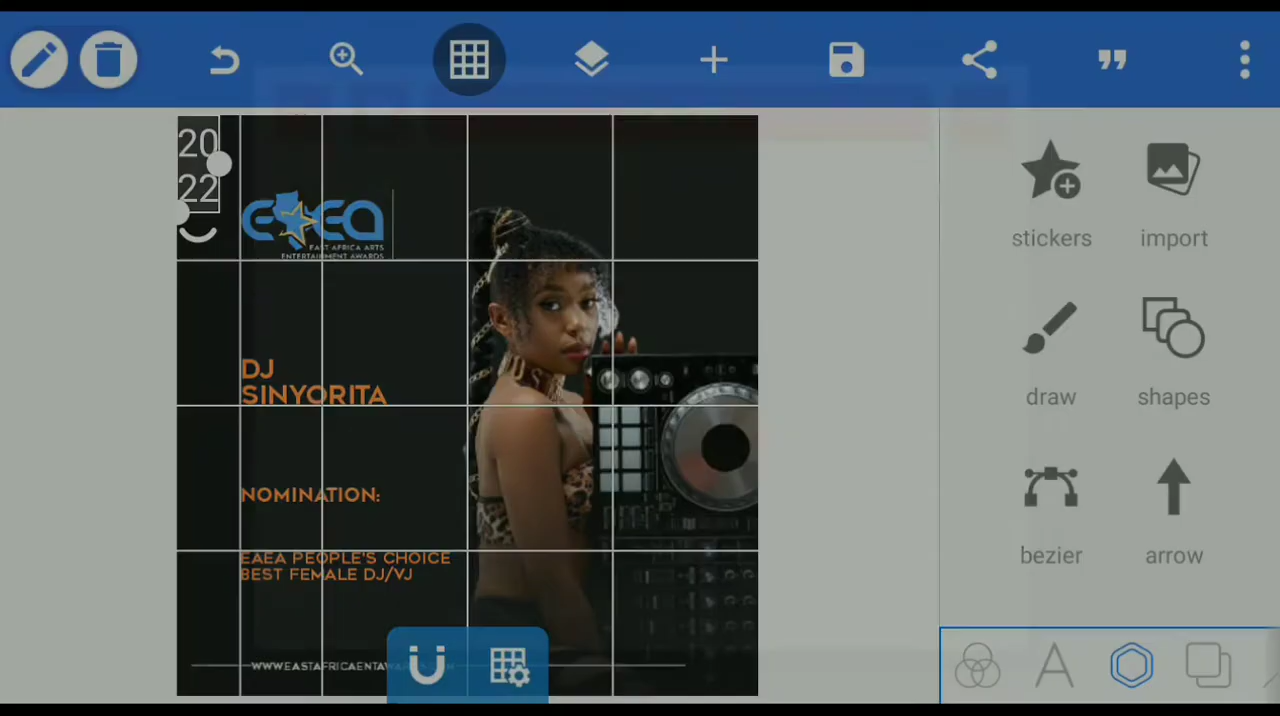 20
22
EAEA
EAST AFRICA ARTS
ENTERTAINMENT AWARDS
DJ
SINYORITA
NOMINATION:
EAEA PEOPLE'S CHOICE
BEST FEMALE DJ/VJ
stickers
import
draw
shapes
bezier
arrow